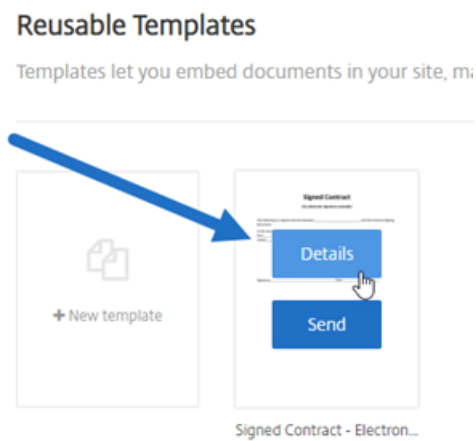 Reusable Templates
Templates let you embed documents in your site, ma
Signed Contract
Details
+ New template
Send
Signed Contract - Electron...